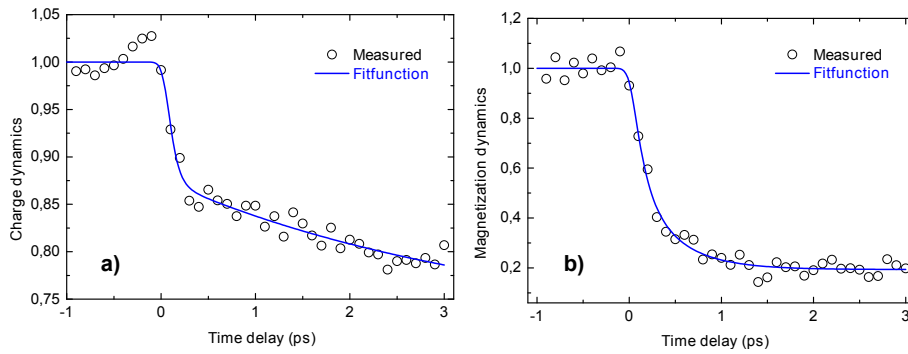 1,05
1,00
0,95
0,90
0,85
0,80
0,75
-1 0 1 2 3
Charge dynamics
Time delay (ps)
Measured
Fitfunction
a)
1,2
1,0
0,8
0,6
0,4
0,2
-1 0 1 2 3
Magnetization dynamics
Time delay (ps)
Measured
Fitfunction
b)